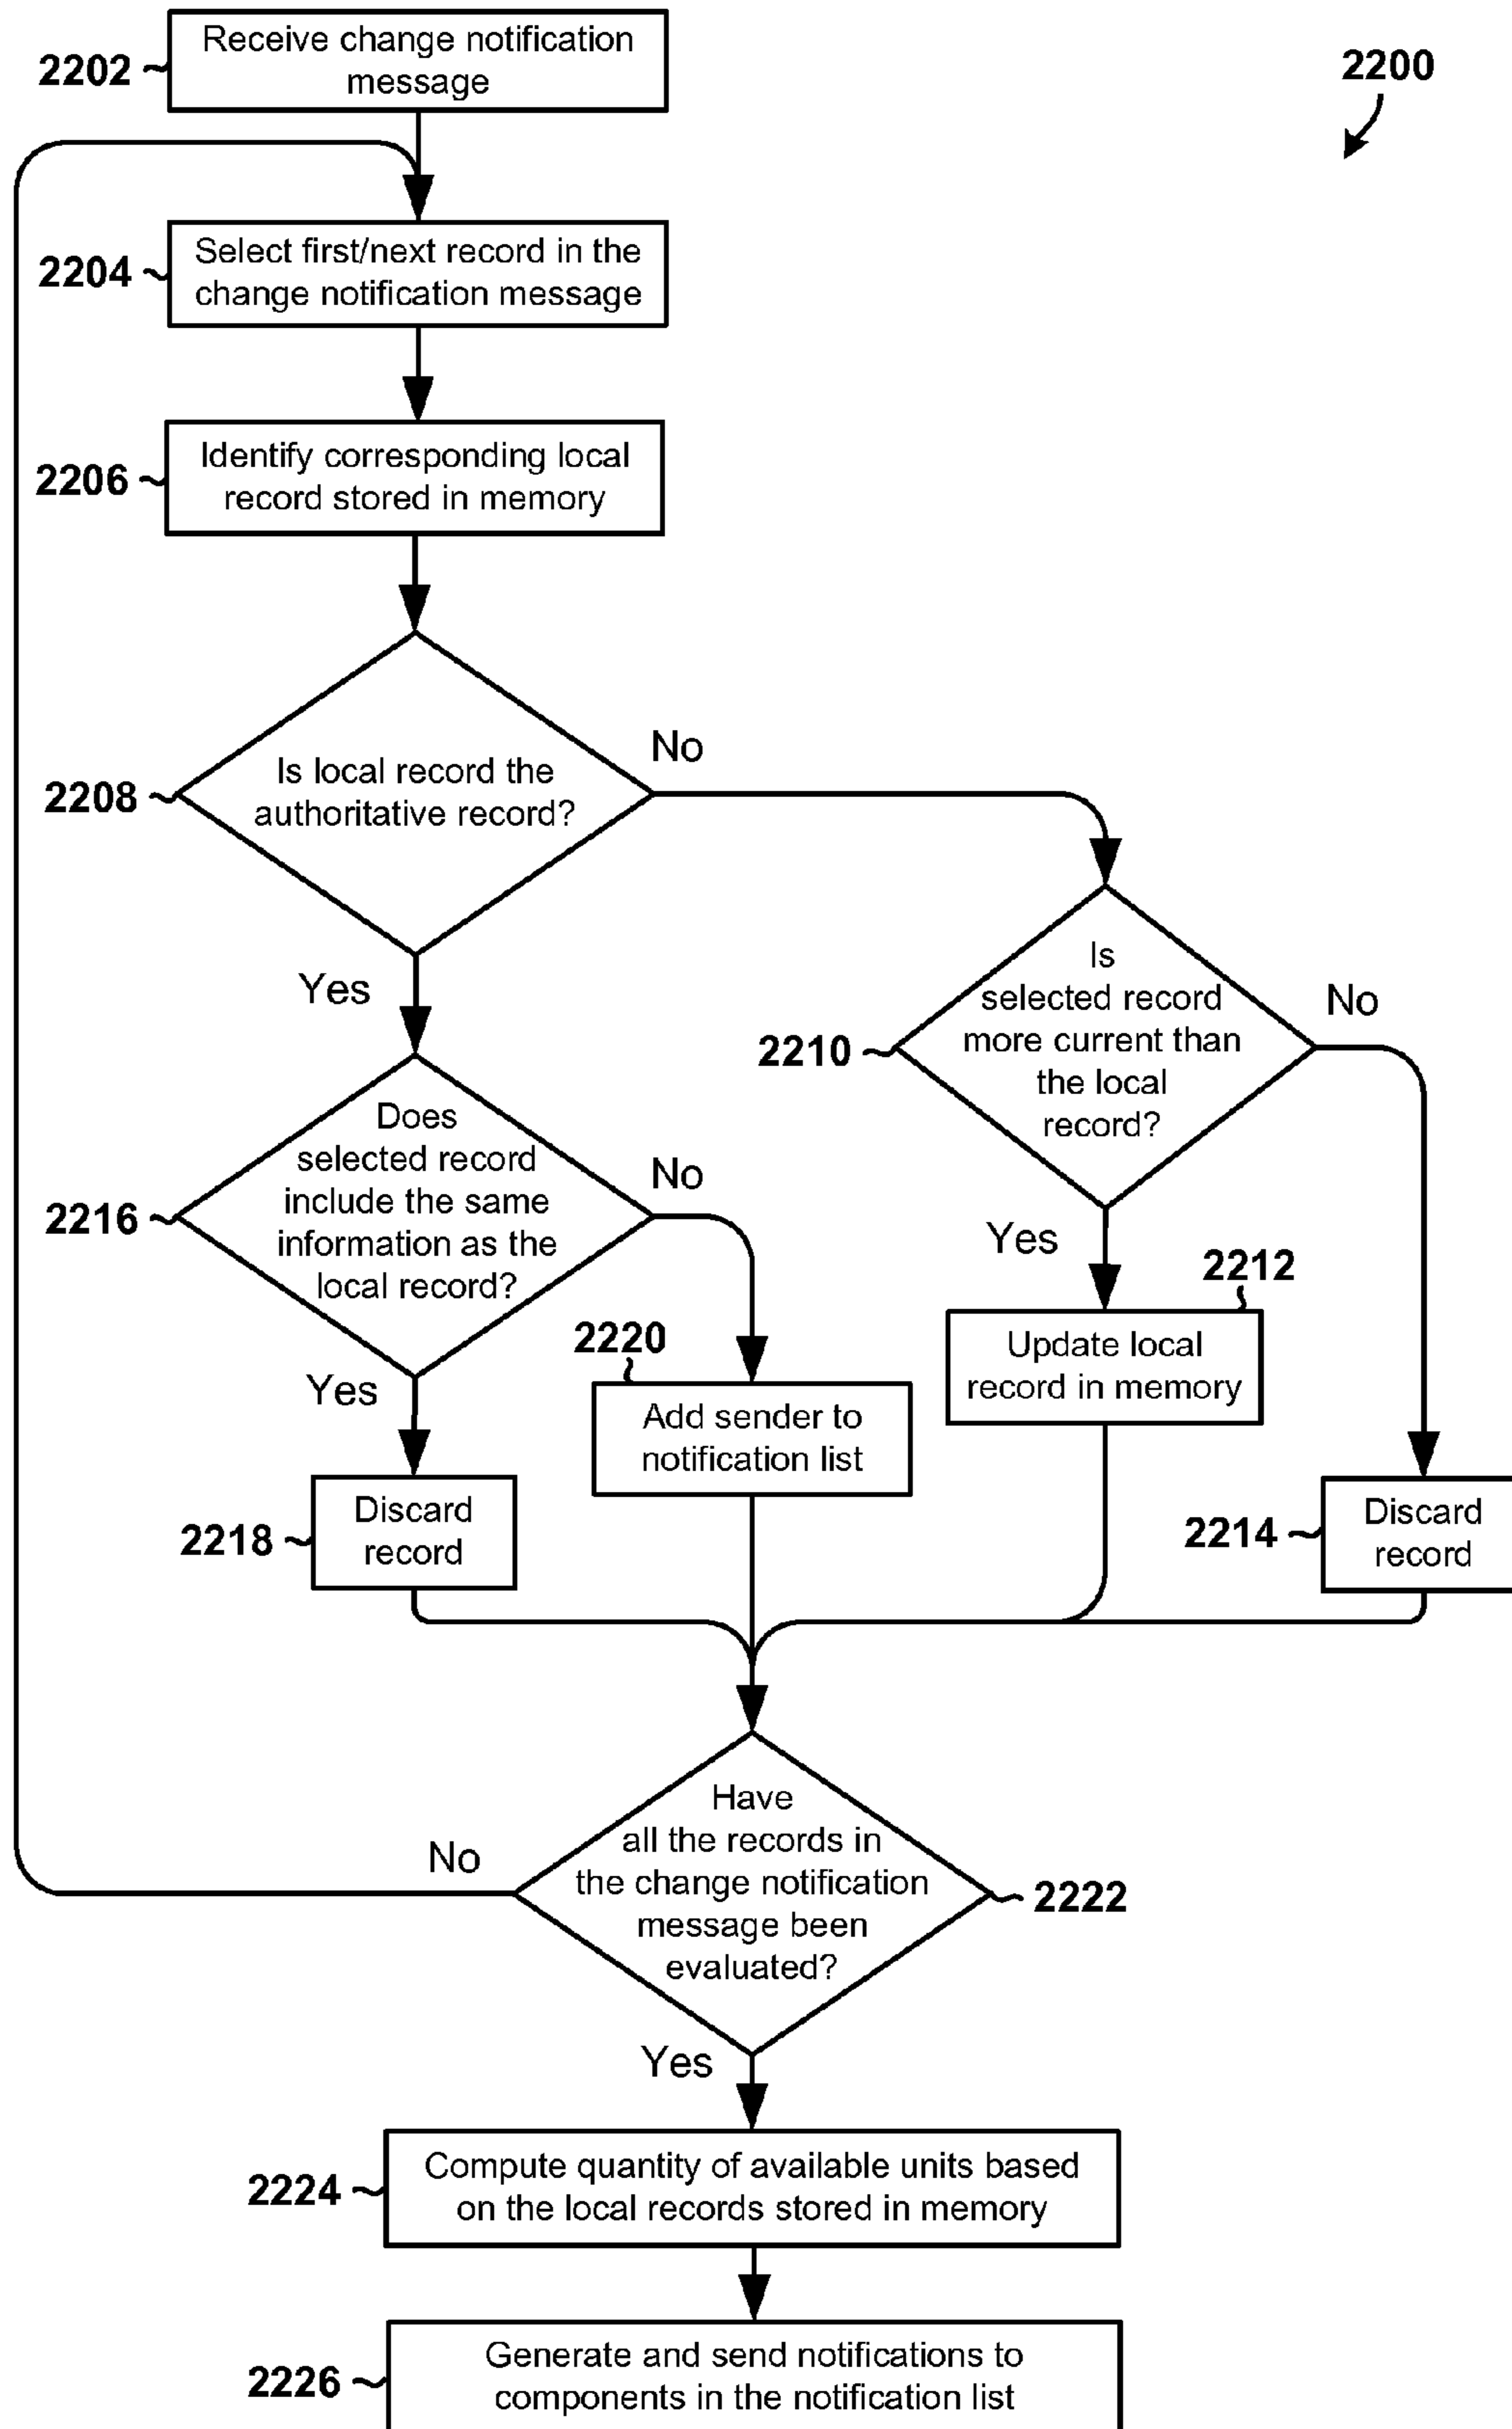 Receive change notification
message
2202
2200
Select first/next record in the
change notification message
2204
Identify corresponding local
record stored in memory
2206
Is local record the
authoritative record?
2208
No
Yes
Is
selected record
more current than
the local
record?
2210
No
Yes
Does
selected record
include the same
information as the
local record?
2216
No
Yes
2212
Update local
record in memory
2220
Add sender to
notification list
Discard
record
2218
Discard
record
2214
Have
all the records in
the change notification
message been
evaluated?
2222
No
Yes
Compute quantity of available units based
on the local records stored in memory
2224
Generate and send notifications to
components in the notification list
2226